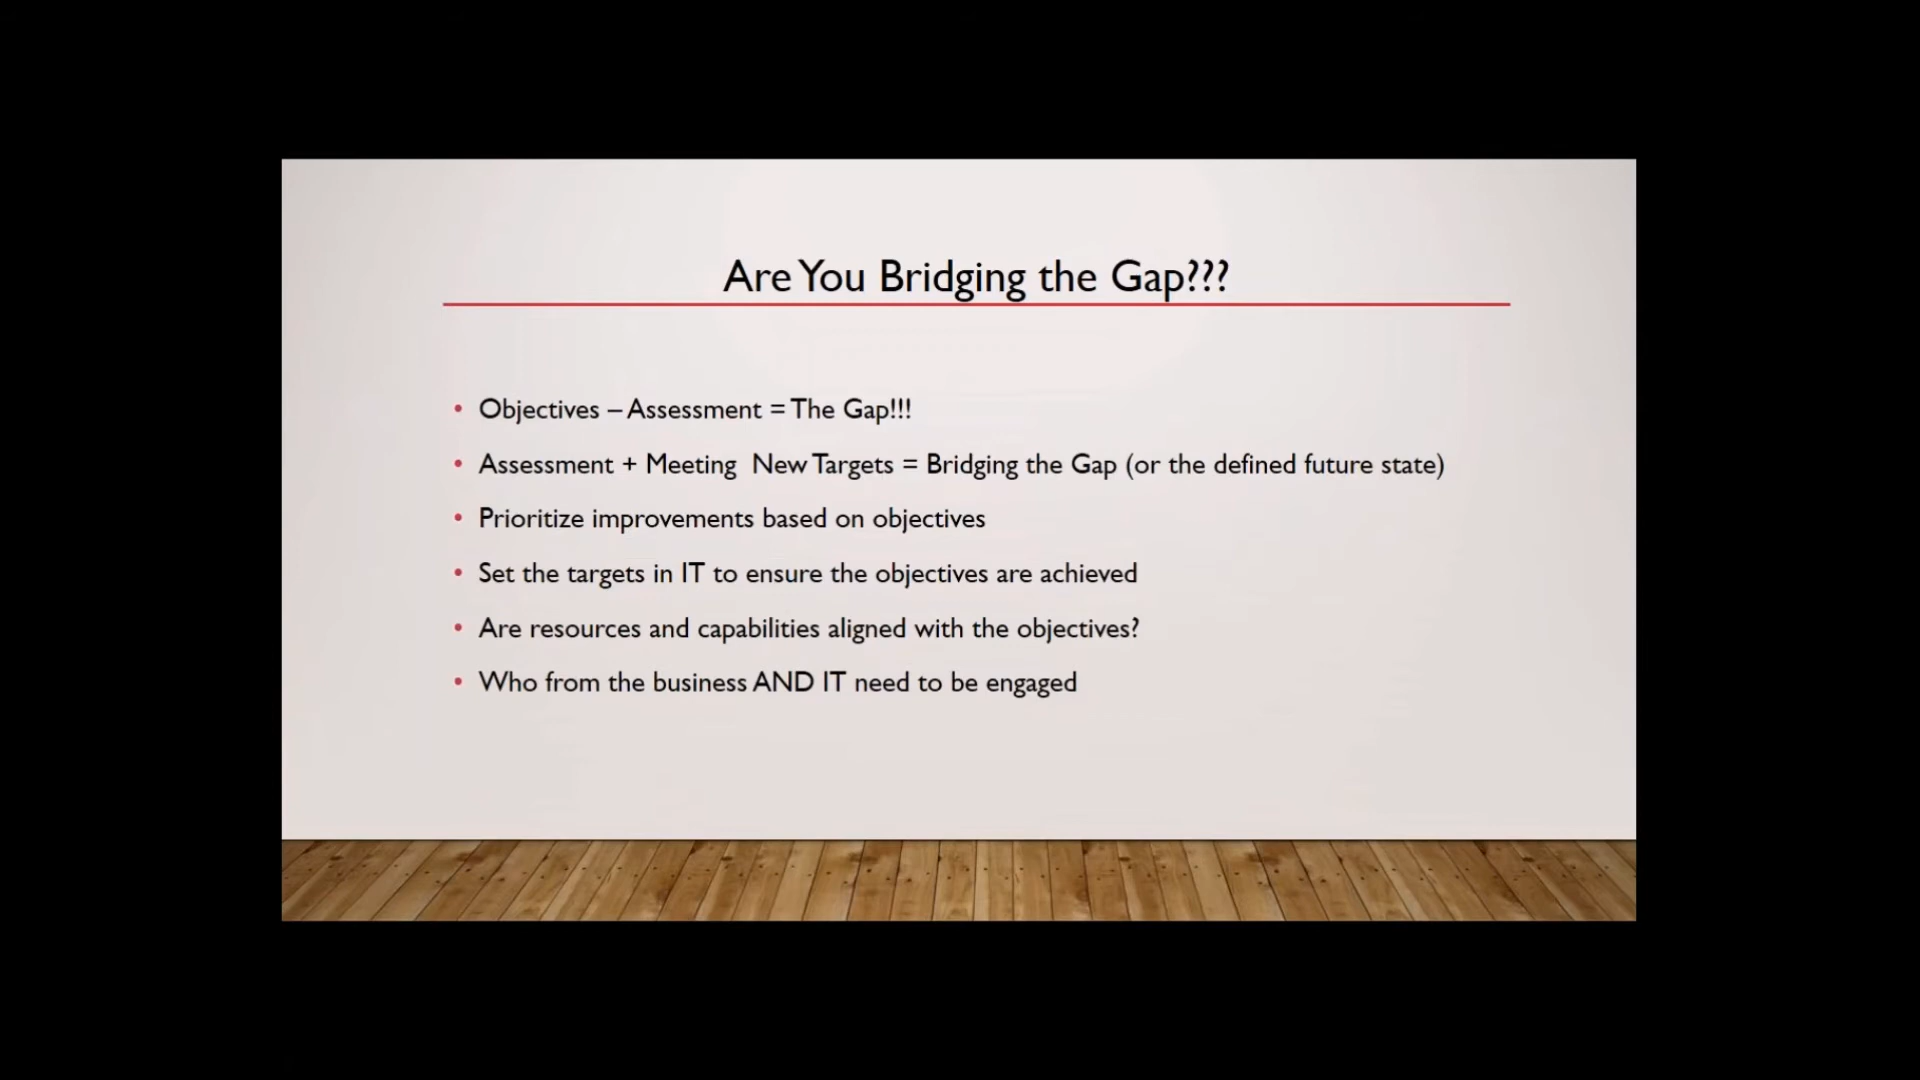 Are You Bridging the Gap???
• Objectives – Assessment = The Gap!!!
• Assessment + Meeting  New Targets = Bridging the Gap (or the defined future state)
• Prioritize improvements based on objectives
• Set the targets in IT to ensure the objectives are achieved
• Are resources and capabilities aligned with the objectives?
• Who from the business AND IT need to be engaged